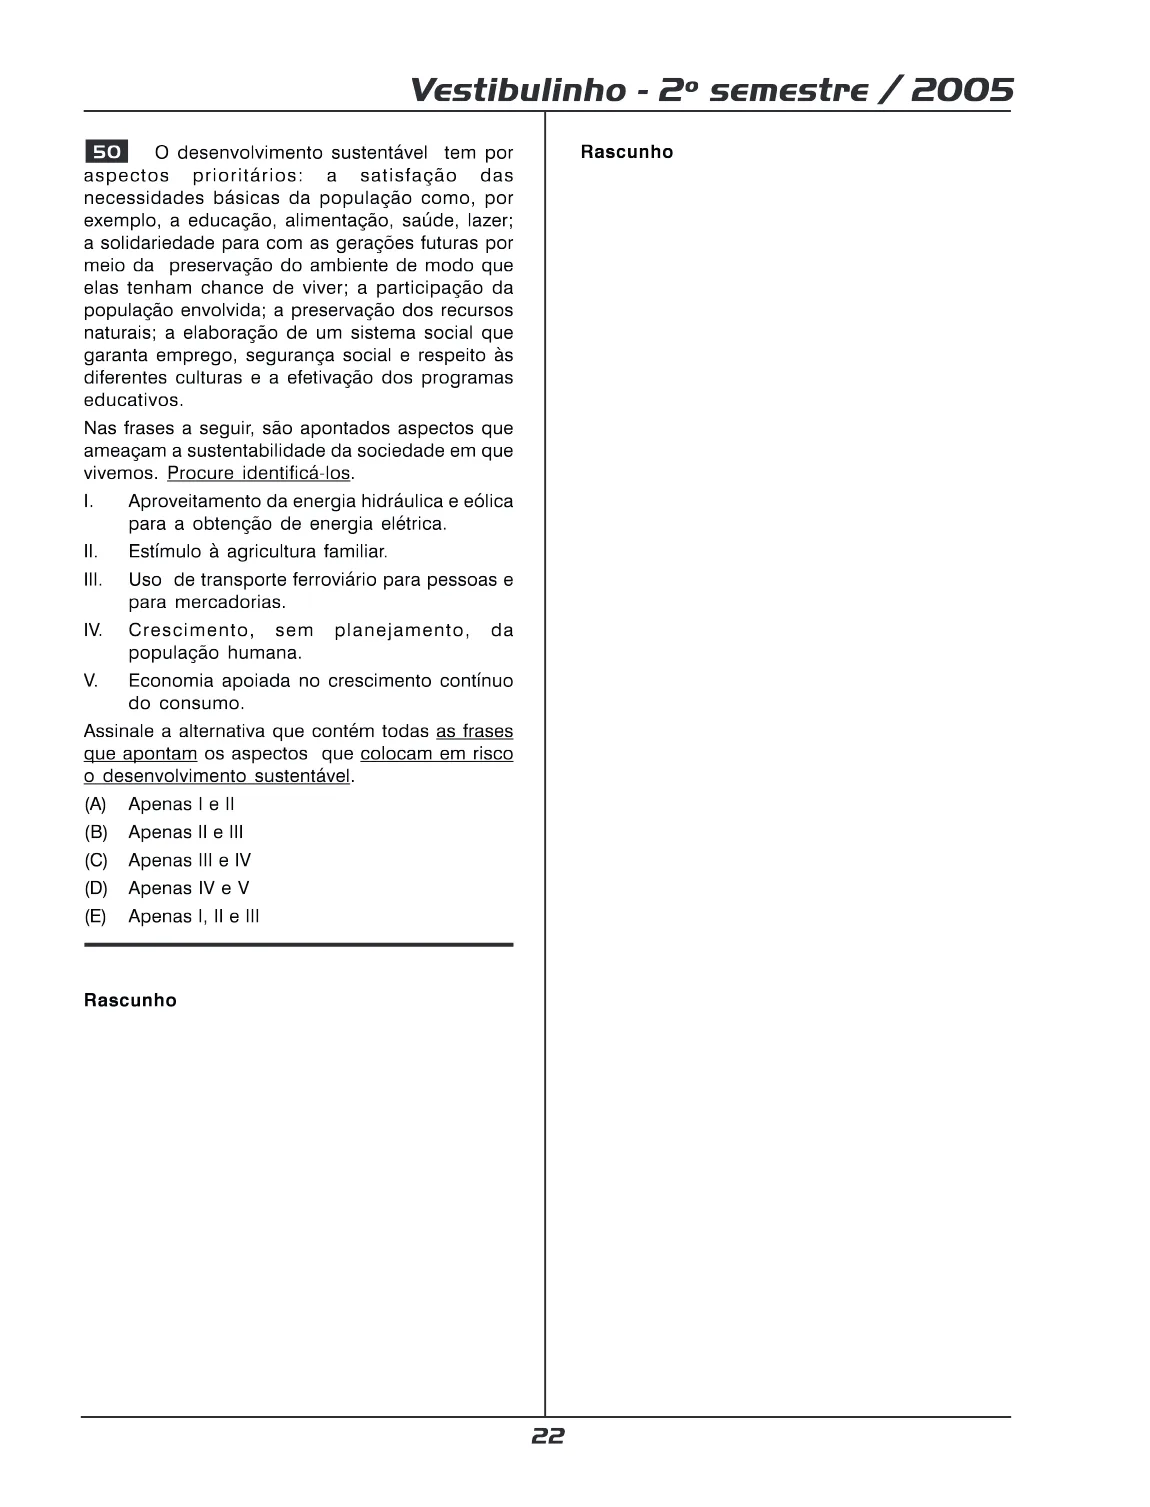 Vestibulinho - 2º semestre / 2005
50 O desenvolvimento sustentável tem por
aspectos prioritários: a satisfação das
necessidades básicas da população como, por
exemplo, a educação, alimentação, saúde, lazer;
a solidariedade para com as gerações futuras por
meio da preservação do ambiente de modo que
elas tenham chance de viver; a participação da
população envolvida; a preservação dos recursos
naturais; a elaboração de um sistema social que
garanta emprego, segurança social e respeito às
diferentes culturas e a efetivação dos programas
educativos.
Nas frases a seguir, são apontados aspectos que
ameaçam a sustentabilidade da sociedade em que
vivemos. Procure identificá-los.
I. Aproveitamento da energia hidráulica e eólica
para a obtenção de energia elétrica.
II. Estímulo à agricultura familiar.
III. Uso de transporte ferroviário para pessoas e
para mercadorias.
IV. Crescimento, sem planejamento, da
população humana.
V. Economia apoiada no crescimento contínuo
do consumo.
Assinale a alternativa que contém todas as frases
que apontam os aspectos que colocam em risco
o desenvolvimento sustentável.
(A) Apenas I e II
(B) Apenas II e III
(C) Apenas III e IV
(D) Apenas IV e V
(E) Apenas I, II e III
Rascunho
Rascunho
22